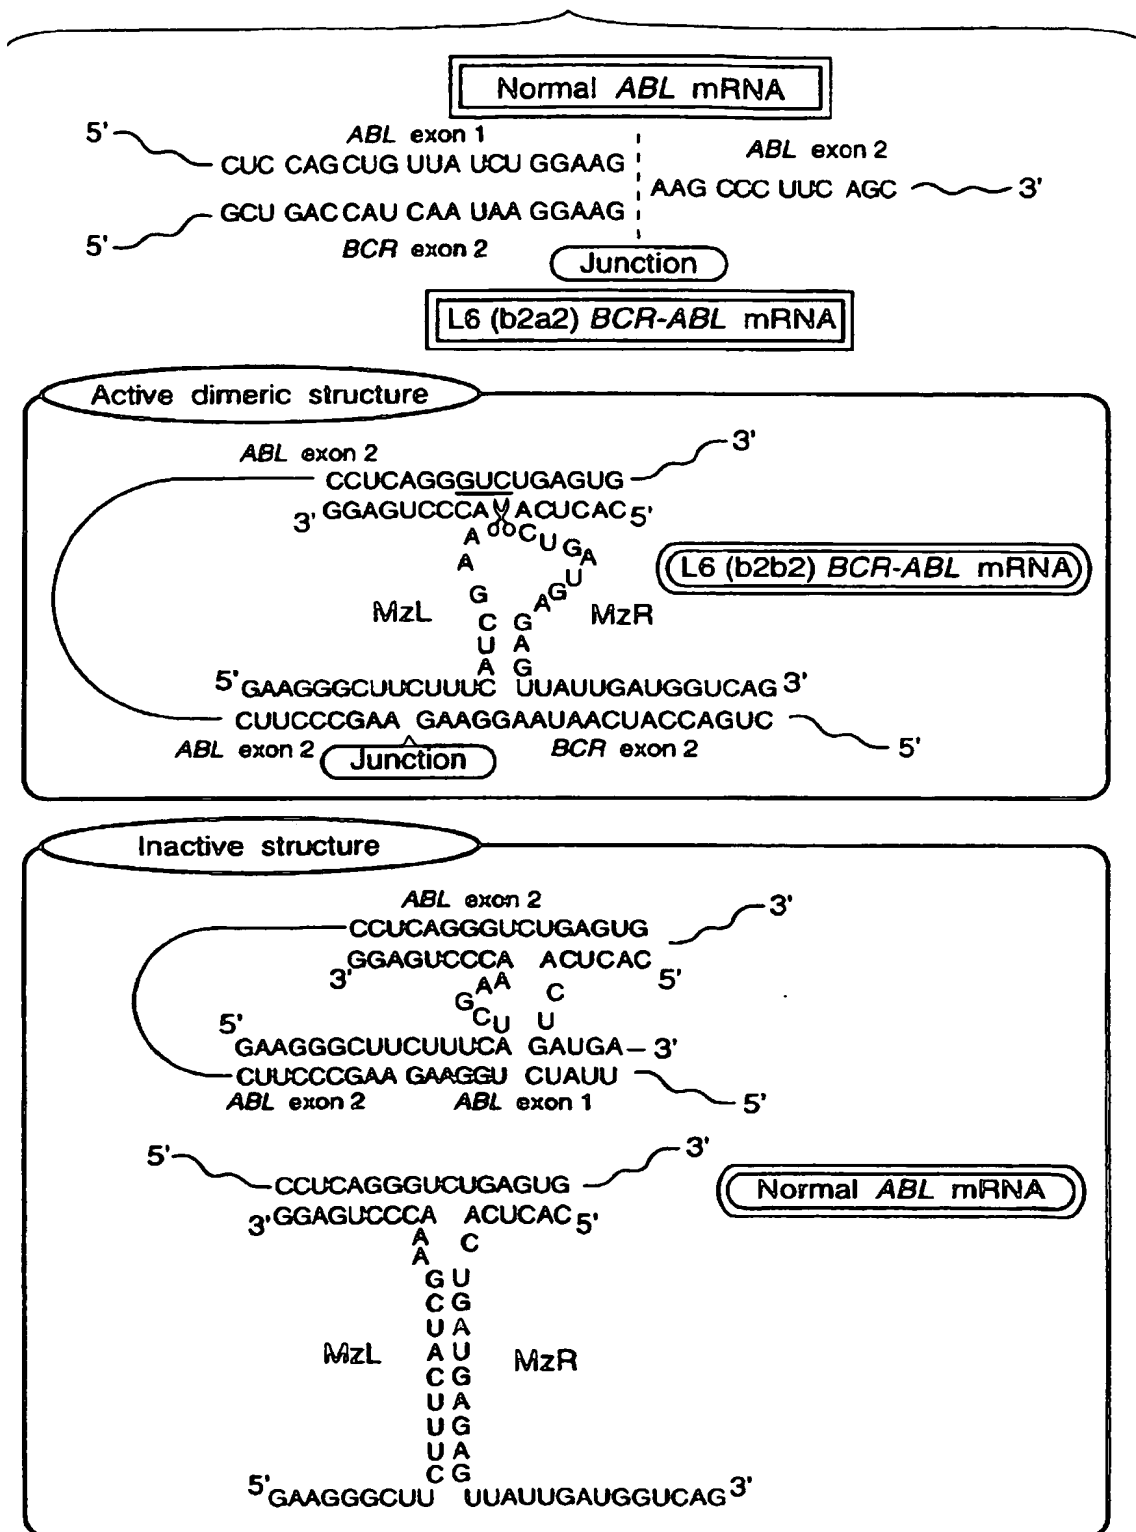 Normal ABL mRNA
5'
ABL exon 1
CUC CAGCUG UUA UCU GGAAG
ABL exon 2
AAG CCC UUC AGC 3'
GCU GACCAU CAA UAA GGAAG
5'
BCR exon 2
Junction
L6 (b2a2) BCR-ABL mRNA
Active dimeric structure
ABL exon 2
3'
CCUCAGGGUCUGAGUG
3' GGAGUCCCA ACUCAC 5'
A C U G A
A U
G A G
C G
U A
A G
MzL MzR
L6 (b2b2) BCR-ABL mRNA
5' GAAGGGCUUCUUUC UUAUUGAUGGUCAG 3'
CUUCCCGAA GAAGGAAUAACUACCAGUC
5'
ABL exon 2
Junction
BCR exon 2
Inactive structure
ABL exon 2
3'
CCUCAGGGUCUGAGUG
GGAGUCCCA ACUCAC
3' 5'
A A C
G U
C U
5'
GAAGGGCUUCUUUCA GAUGA 3'
CUUCCCGAA GAAGGU CUAUU
ABL exon 2 ABL exon 1
5'
5' 3'
CCUCAGGGUCUGAGUG
3' GGAGUCCCA ACUCAC 5'
Normal ABL mRNA
A C
A
G U
C G
U A
A U
C G
U A
U G
U A
C G
MzL MzR
5' GAAGGGCUU UUAUUGAUGGUCAG 3'